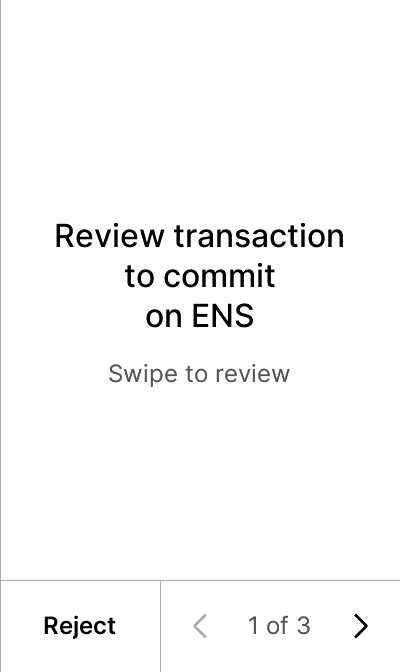 Review transaction
to commit
on ENS
Swipe to review
Reject
1 of 3